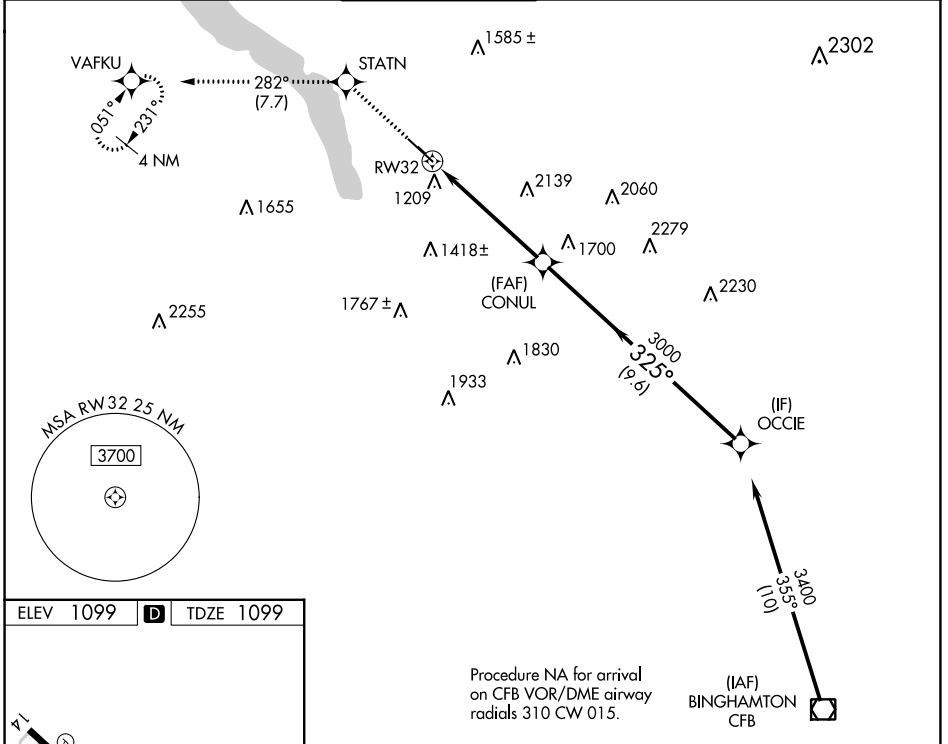 1585 ±
2302
VAFKU
STATN
282°
(7.7)
051°
231°
4 NM
RW32
1209
2139
2060
1655
2279
1418±
1700
(FAF)
CONUL
2230
2255
1767 ±
3000
325°
(9.6)
1830
1933
(IF)
OCCIE
MSA RW32 25 NM
3700
3400
355°
(10)
ELEV 1099 D TDZE 1099
Procedure NA for arrival
on CFB VOR/DME airway
radials 310 CW 015.
(IAF)
BINGHAMTON
CFB
14